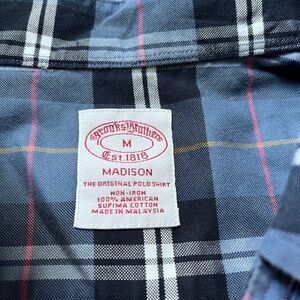 Brooks Brothers
M
Est. 1818
MADISON
THE ORIGINAL POLO SHIRT
NON-IRON
100% AMERICAN
SUPIMA COTTON
MADE IN MALAYSIA